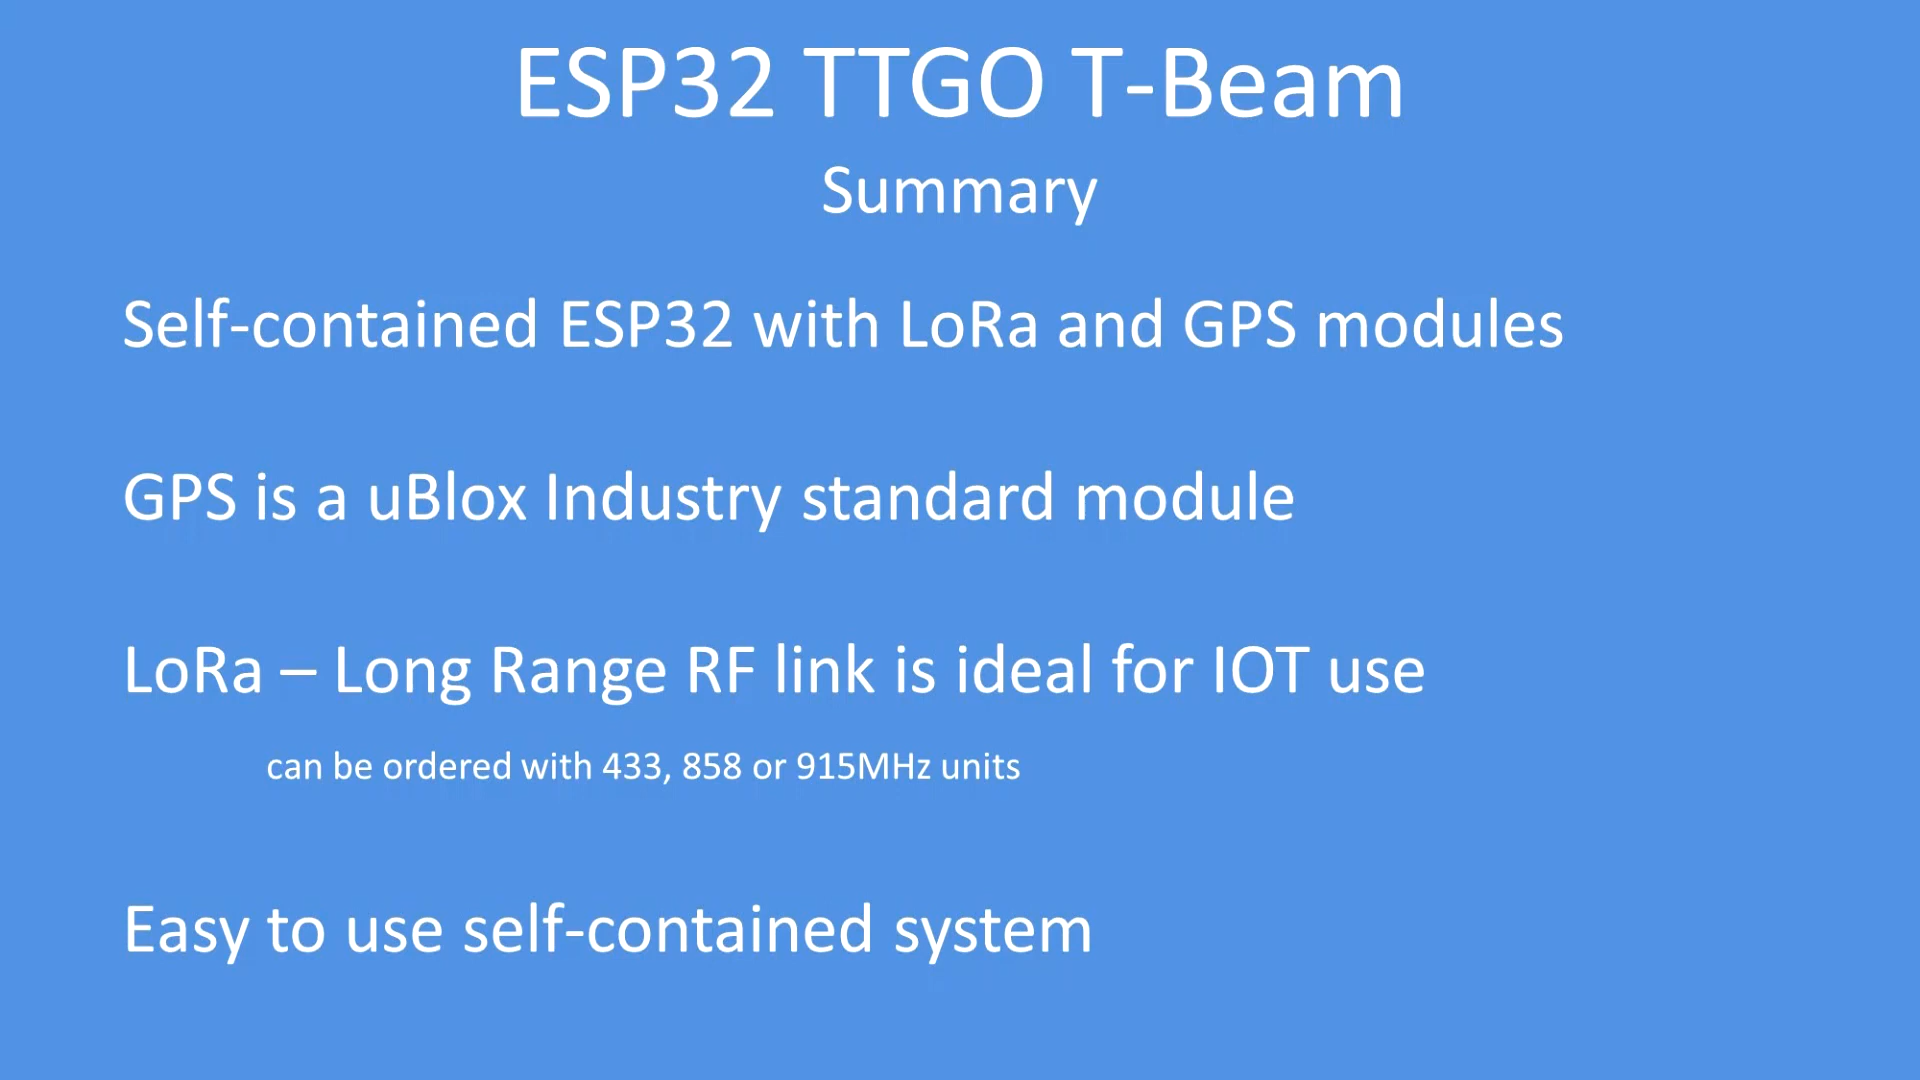 ESP32 TTGO T-Beam
Summary
Self-contained ESP32 with LoRa and GPS modules
GPS is a uBlox Industry standard module
LoRa – Long Range RF link is ideal for IOT use
can be ordered with 433, 858 or 915MHz units
Easy to use self-contained system